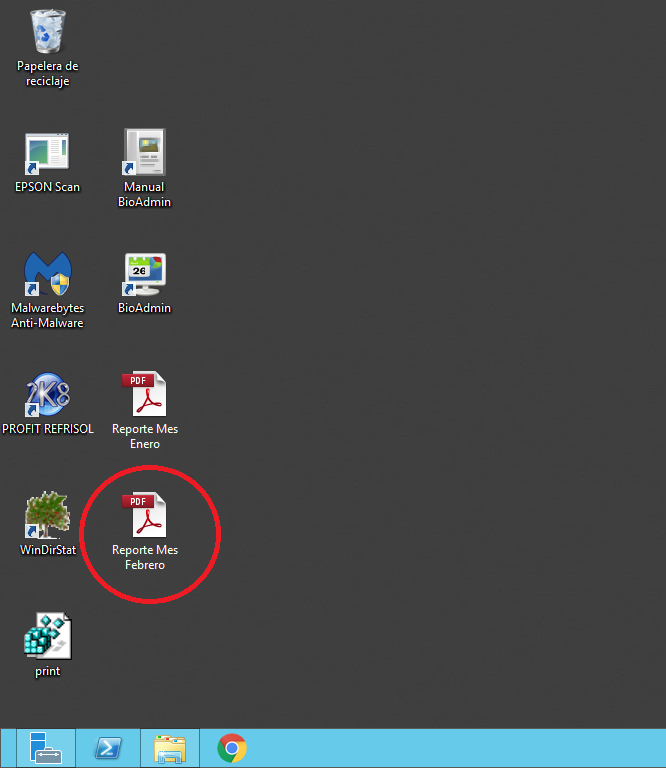 Papelera de
reciclaje
EPSON Scan
Manual
BioAdmin
Malwarebytes
Anti-Malware
26
BioAdmin
2K8
PROFIT REFRISOL
PDF
Reporte Mes
Enero
WinDirStat
PDF
Reporte Mes
Febrero
print